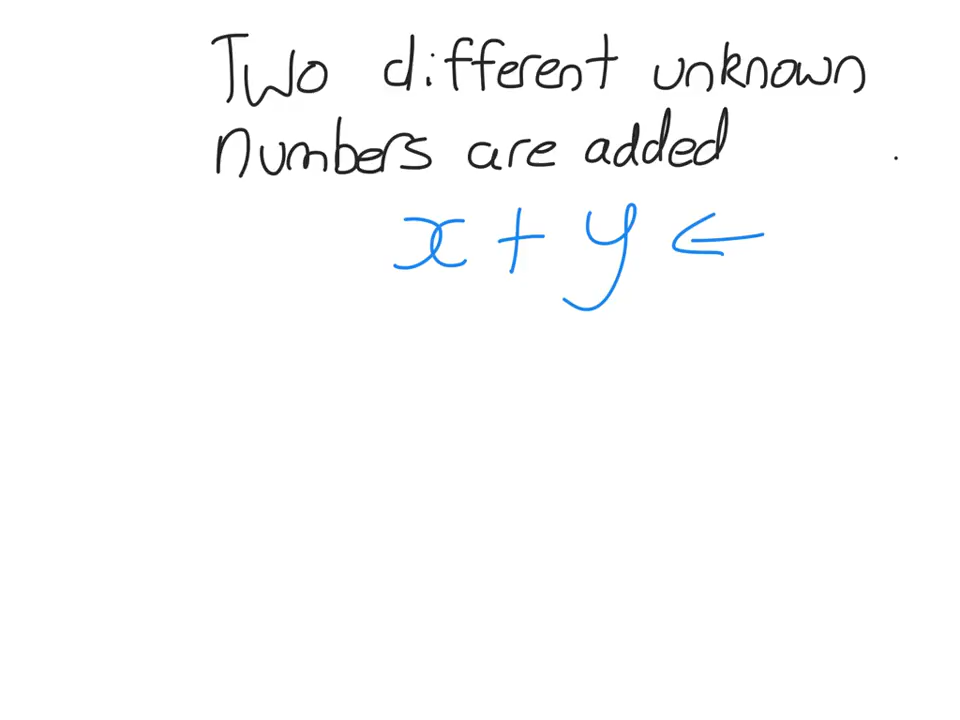 Two different unknown
numbers are added
x + y ←